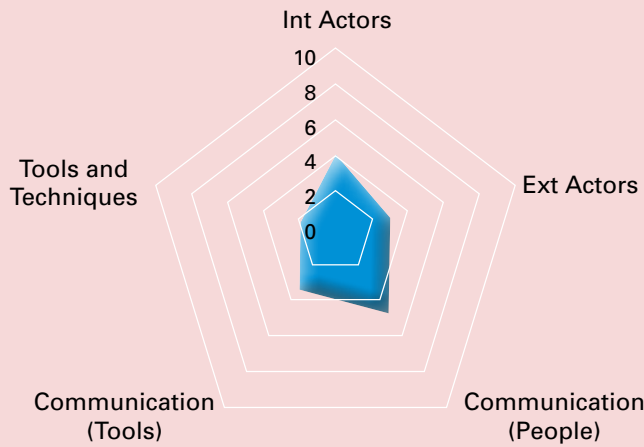 Int Actors
10
8
6
4
2
0
Tools and
Techniques
Ext Actors
Communication
(Tools)
Communication
(People)